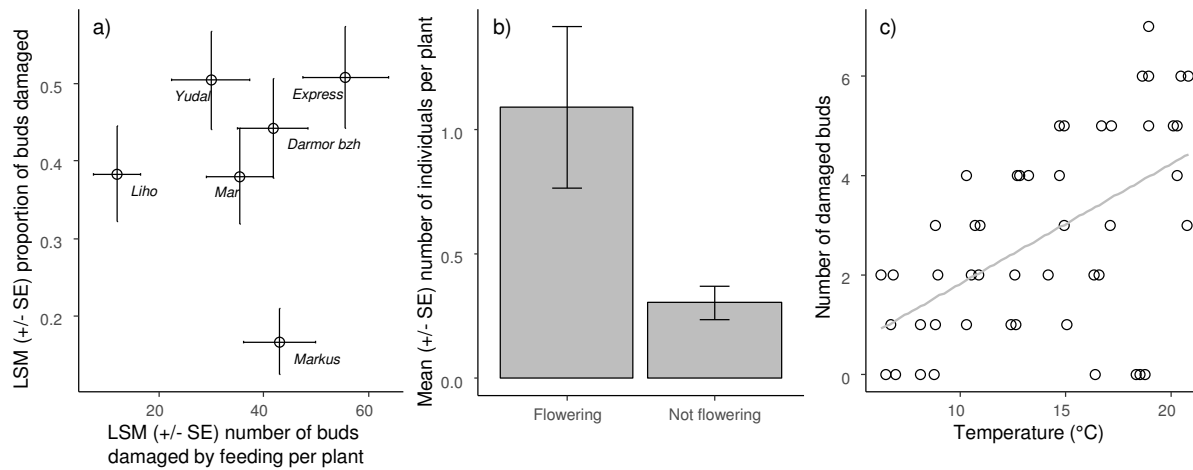 a)
LSM (+/- SE) proportion of buds damaged
0.5
0.4
0.3
0.2
Yudal
Express
Darmor bzh
Liho
Mar
Markus
20
40
60
LSM (+/- SE) number of buds
damaged by feeding per plant
b)
Mean (+/- SE) number of individuals per plant
1.0
0.5
0.0
Flowering
Not flowering
c)
Number of damaged buds
6
4
2
0
10
15
20
Temperature (°C)